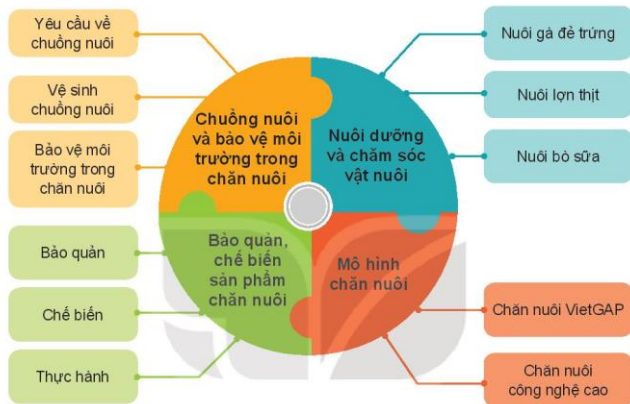 Yêu cầu về
chuồng nuôi
Vệ sinh
chuồng nuôi
Bảo vệ môi
trường trong
chăn nuôi
Chuồng nuôi
và bảo vệ môi
trường trong
chăn nuôi
Nuôi dưỡng
và chăm sóc
vật nuôi
Nuôi gà đẻ trứng
Nuôi lợn thịt
Nuôi bò sữa
Bảo quản
Chế biến
Thực hành
Bảo quản,
chế biến
sản phẩm
chăn nuôi
Mô hình
chăn nuôi
Chăn nuôi VietGAP
Chăn nuôi
công nghệ cao